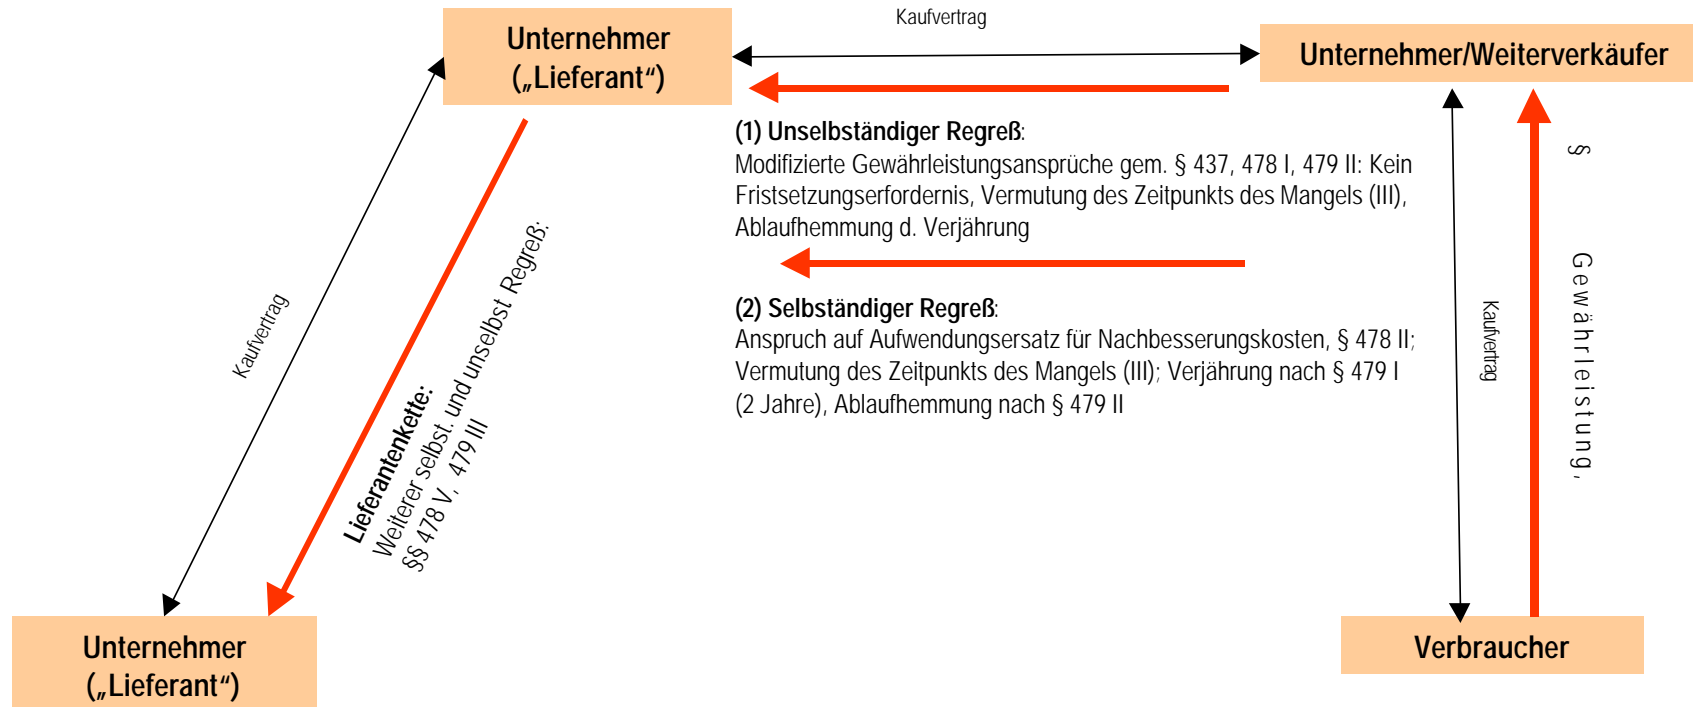 Kaufvertrag
Unternehmer
(„Lieferant“)
Unternehmer/Weiterverkäufer
(1) Unselbständiger Regreß:
Modifizierte Gewährleistungsansprüche gem. § 437, 478 I, 479 II: Kein
Fristsetzungserfordernis, Vermutung des Zeitpunkts des Mangels (III),
Ablaufhemmung d. Verjährung
(2) Selbständiger Regreß:
Anspruch auf Aufwendungsersatz für Nachbesserungskosten, § 478 II;
Vermutung des Zeitpunkts des Mangels (III); Verjährung nach § 479 I
(2 Jahre), Ablaufhemmung nach § 479 II
Kaufvertrag
Lieferantenkette:
Weiterer selbst. und unselbst Regreß:
§§ 478 V, 479 III
Kaufvertrag
§ Gewährleistung,
Unternehmer
(„Lieferant“)
Verbraucher